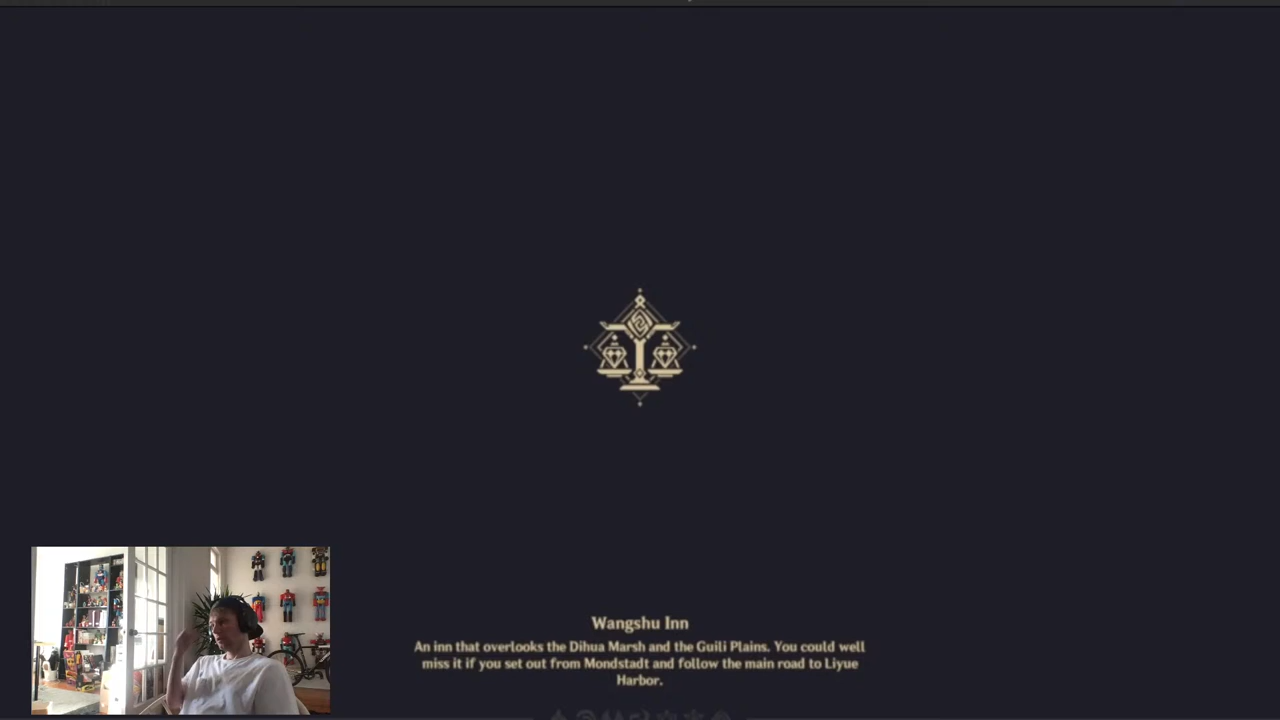 Wangshu Inn
An inn that overlooks the Dihua Marsh and the Guili Plains. You could well
miss it if you set out from Mondstadt and follow the main road to Liyue
Harbor.